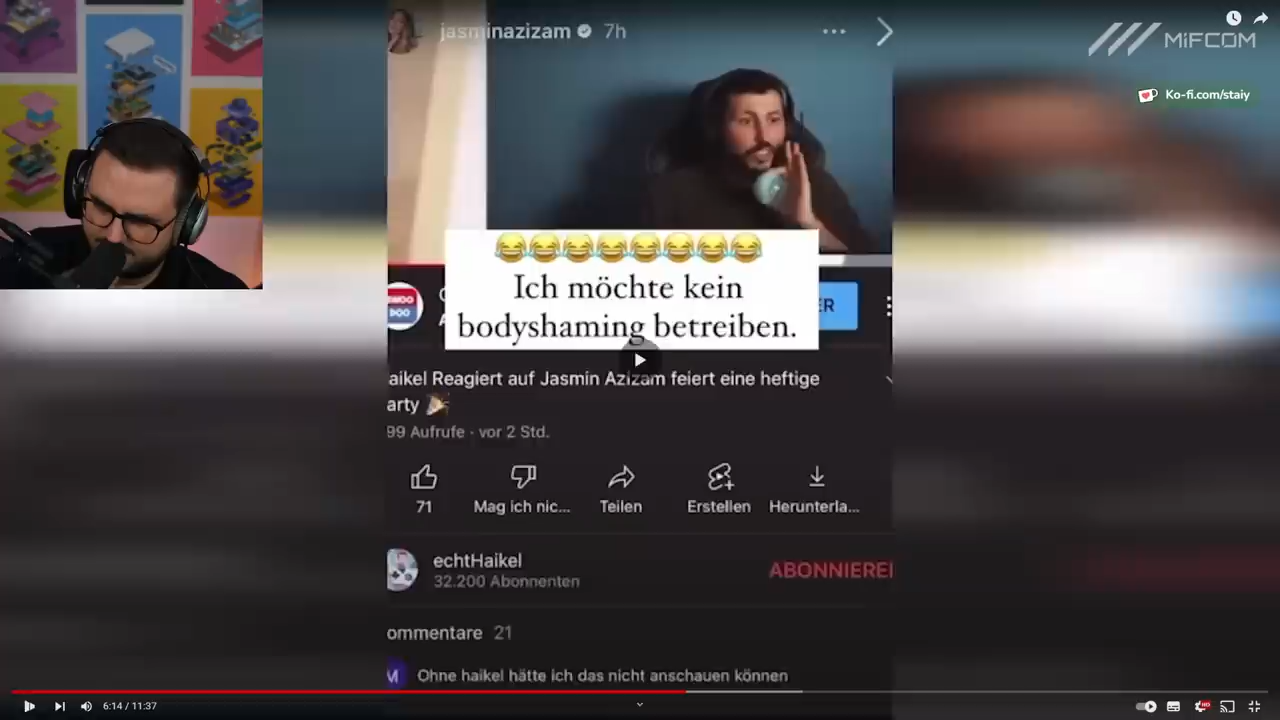 jasminazizam 7h
MIFCOM
Ko-fi.com/staiy
😂😂😂😂😂😂😂😂
Ich möchte kein
bodyshaming betreiben.
aikel Reagiert auf Jasmin Azizam feiert eine heftige
arty 🎉
99 Aufrufe · vor 2 Std.
71
Mag ich nic...
Teilen
Erstellen
Herunterla...
echtHaikel
32.200 Abonnenten
ABONNIEREI
ommentare 21
Ohne haikel hätte ich das nicht anschauen können
6:14 / 11:37